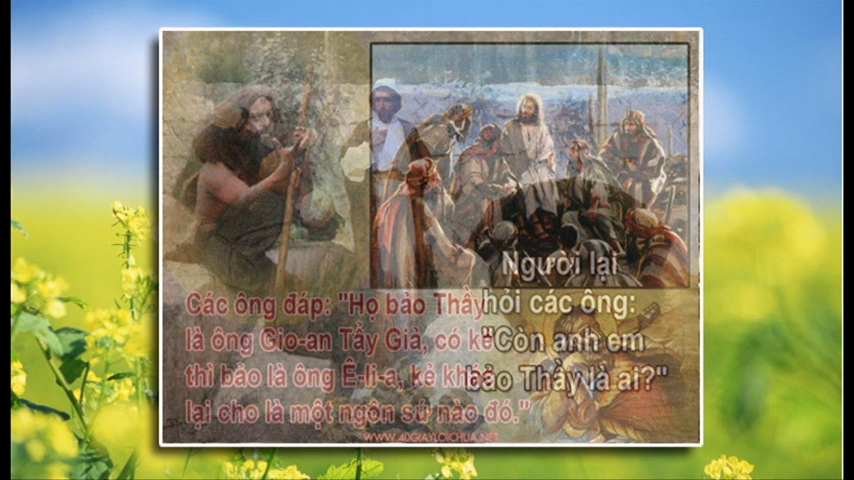 Các ông đáp: "Họ bảo Thầy
là ông Gio-an Tẩy Giả, có kẻ
thì bảo là ông Ê-li-a, kẻ khác
lại cho là một ngôn sứ nào đó."
Người lại
hỏi các ông:
"Còn anh em
bảo Thầy là ai?"
WWW.40GIAYLOICHUA.NET